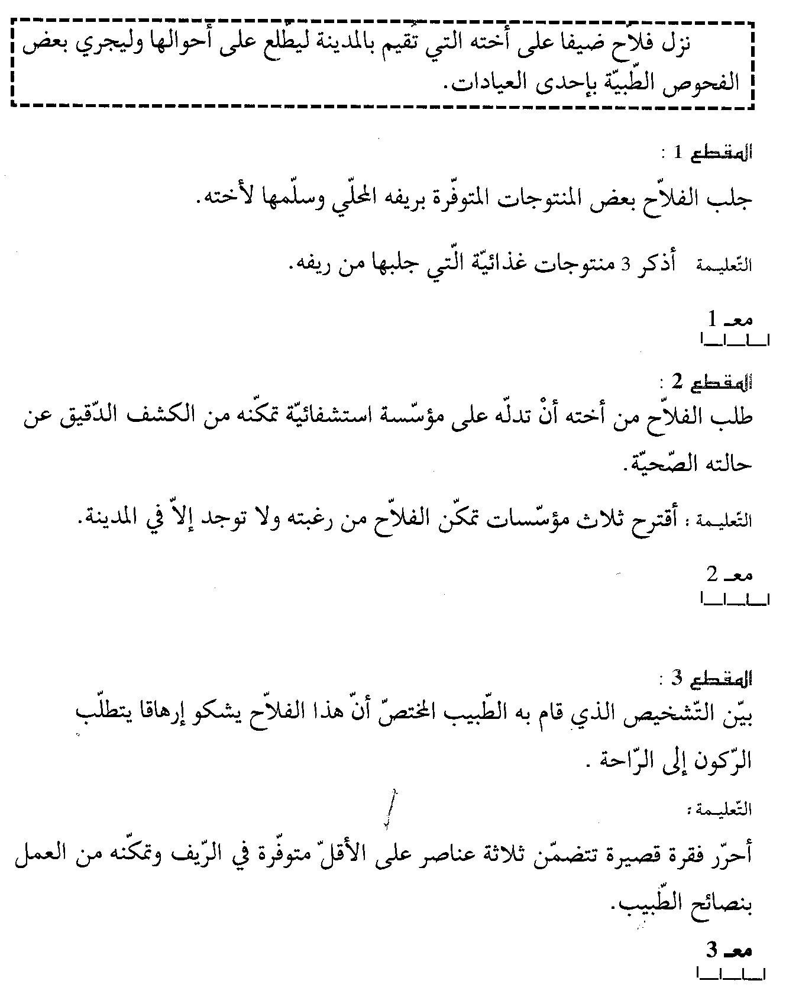 نزل فلاّح ضيفا على أخته التي تُقيم بالمدينة ليطّلع على أحوالها وليجري بعض
الفحوص الطّبيّة بإحدى العيادات.
المقطع 1 :
جلب الفلاّح بعض المنتوجات المتوفّرة بريفه المحلّي وسلّمها لأخته.
التّعليمة أذكر 3 منتوجات غذائيّة الّتي جلبها من ريفه.
معـ 1
المقطع 2 :
طلب الفلاّح من أخته أنْ تدلّه على مؤسّسة استشفائيّة تمكّنه من الكشف الدّقيق عن
حالته الصّحيّة.
التّعليمة : أقترح ثلاث مؤسّسات تمكّن الفلاّح من رغبته ولا توجد إلاّ في المدينة.
معـ 2
المقطع 3 :
بيّن التّشخيص الذي قام به الطّبيب المختصّ أنّ هذا الفلاّح يشكو إرهاقا يتطلّب
الرّكون إلى الرّاحة .
التّعليمة :
أحرّر فقرة قصيرة تتضمّن ثلاثة عناصر على الأقلّ متوفّرة في الرّيف وتمكّنه من العمل
بنصائح الطّبيب.
معـ 3